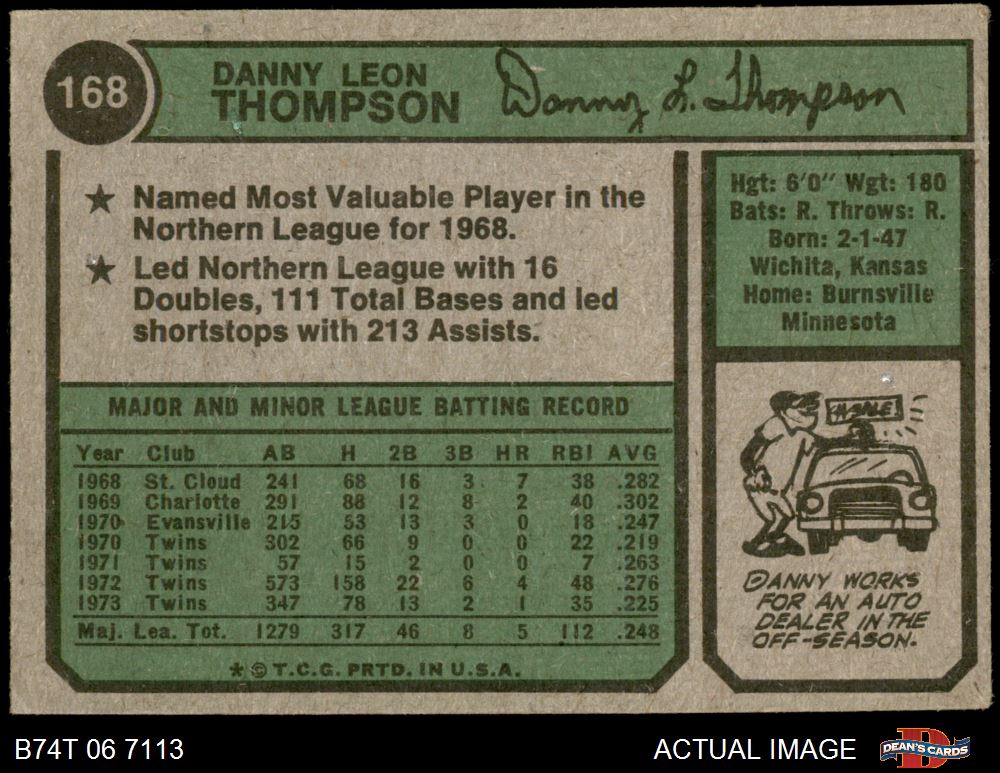 168
DANNY LEON
THOMPSON
Danny L. Thompson
★ Named Most Valuable Player in the
Northern League for 1968.
★ Led Northern League with 16
Doubles, 111 Total Bases and led
shortstops with 213 Assists.
Hgt: 6'0" Wgt: 180
Bats: R. Throws: R.
Born: 2-1-47
Wichita, Kansas
Home: Burnsville
Minnesota
MAJOR AND MINOR LEAGUE BATTING RECORD
Year Club AB H 2B 3B HR RBI AVG
1968 St. Cloud 241 68 16 3 7 38 .282
1969 Charlotte 291 88 12 8 2 40 .302
1970 Evansville 215 53 13 3 0 18 .247
1970 Twins 302 66 9 0 0 22 .219
1971 Twins 57 15 2 0 0 7 .263
1972 Twins 573 158 22 6 4 48 .276
1973 Twins 347 78 13 2 1 35 .225
Maj. Lea. Tot. 1279 317 46 8 5 112 .248
*© T.C.G. PRTD. IN U.S.A.
DANNY WORKS
FOR AN AUTO
DEALER IN THE
OFF-SEASON.
B74T 06 7113
ACTUAL IMAGE
DEAN'S CARDS